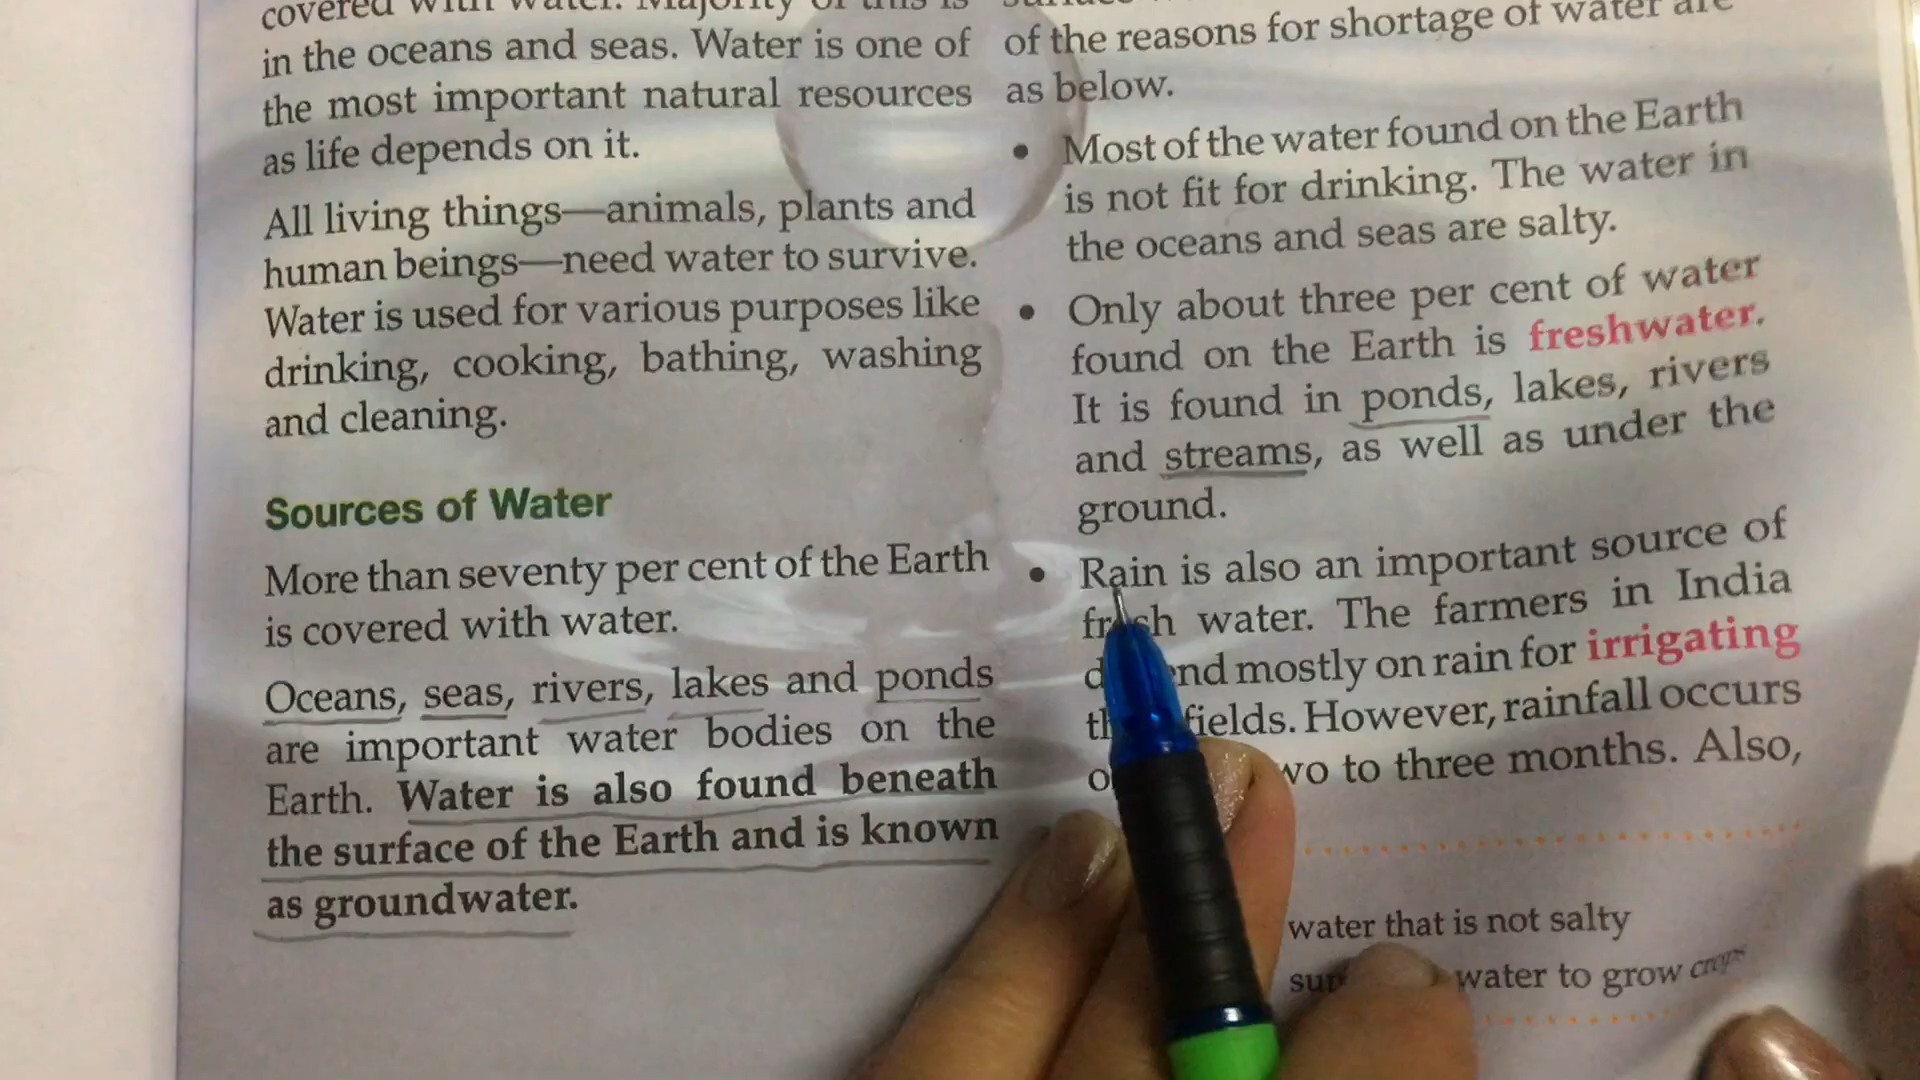 covered with water. Majority of this is
in the oceans and seas. Water is one of
the most important natural resources
as life depends on it.
All living things—animals, plants and
human beings—need water to survive.
Water is used for various purposes like
drinking, cooking, bathing, washing
and cleaning.
Sources of Water
More than seventy per cent of the Earth
is covered with water.
Oceans, seas, rivers, lakes and ponds
are important water bodies on the
Earth. Water is also found beneath
the surface of the Earth and is known
as groundwater.
of the reasons for shortage of water are
as below.
• Most of the water found on the Earth
is not fit for drinking. The water in
the oceans and seas are salty.
• Only about three per cent of water
found on the Earth is freshwater.
It is found in ponds, lakes, rivers
and streams, as well as under the
ground.
• Rain is also an important source of
water. The farmers in India
mostly on rain for irrigating
fields. However, rainfall occurs
to three months. Also,
water that is not salty
water to grow crops